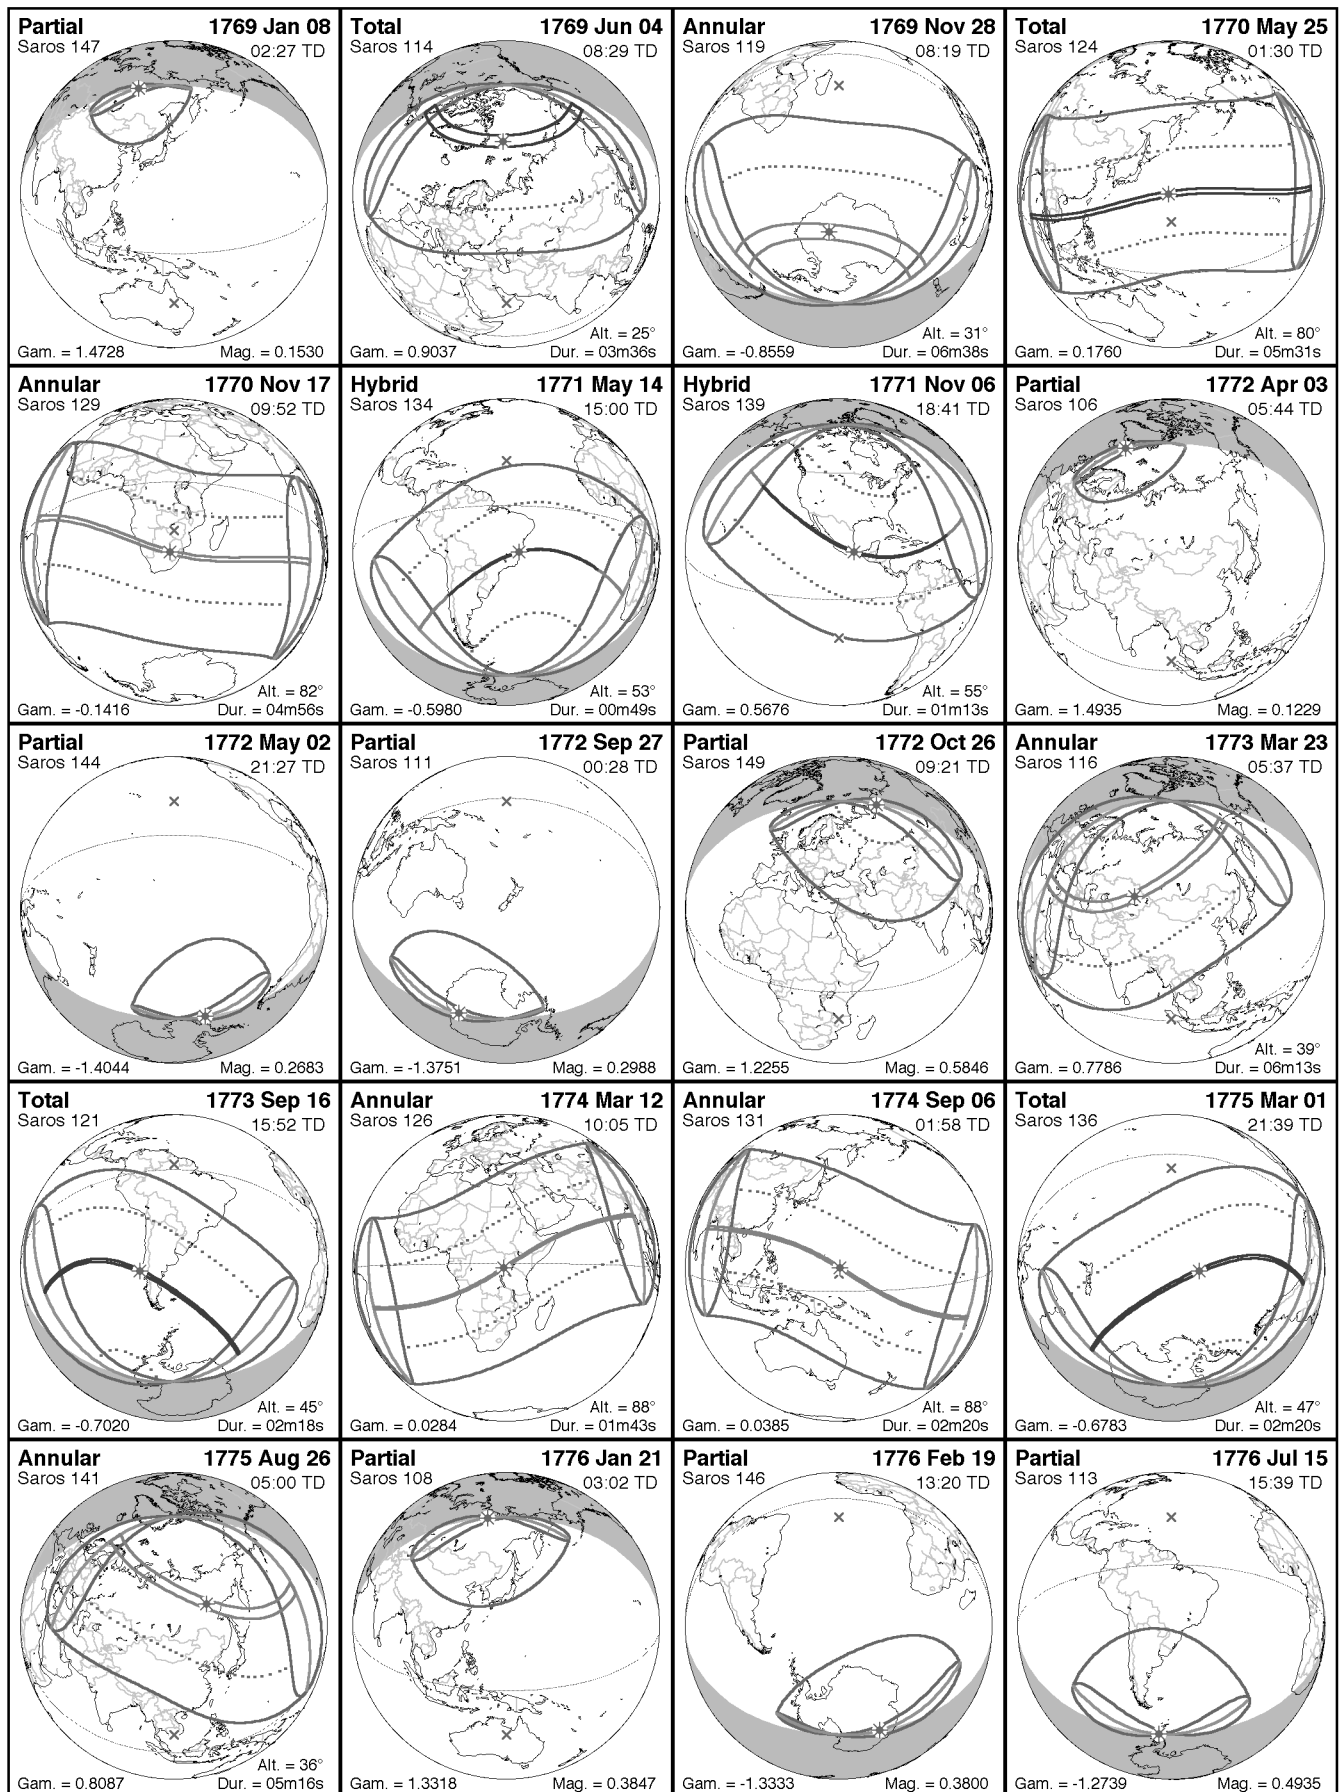 Partial 1769 Jan 08
Saros 147 02:27 TD
Gam. = 1.4728 Mag. = 0.1530
Total 1769 Jun 04
Saros 114 08:29 TD
Alt. = 25°
Gam. = 0.9037 Dur. = 03m36s
Annular 1769 Nov 28
Saros 119 08:19 TD
Alt. = 31°
Gam. = -0.8559 Dur. = 06m38s
Total 1770 May 25
Saros 124 01:30 TD
Alt. = 80°
Gam. = 0.1760 Dur. = 05m31s
Annular 1770 Nov 17
Saros 129 09:52 TD
Alt. = 82°
Gam. = -0.1416 Dur. = 04m56s
Hybrid 1771 May 14
Saros 134 15:00 TD
Alt. = 53°
Gam. = -0.5980 Dur. = 00m49s
Hybrid 1771 Nov 06
Saros 139 18:41 TD
Alt. = 55°
Gam. = 0.5676 Dur. = 01m13s
Partial 1772 Apr 03
Saros 106 05:44 TD
Gam. = 1.4935 Mag. = 0.1229
Partial 1772 May 02
Saros 144 21:27 TD
Gam. = -1.4044 Mag. = 0.2683
Partial 1772 Sep 27
Saros 111 00:28 TD
Gam. = -1.3751 Mag. = 0.2988
Partial 1772 Oct 26
Saros 149 09:21 TD
Gam. = 1.2255 Mag. = 0.5846
Annular 1773 Mar 23
Saros 116 05:37 TD
Alt. = 39°
Gam. = 0.7786 Dur. = 06m13s
Total 1773 Sep 16
Saros 121 15:52 TD
Alt. = 45°
Gam. = -0.7020 Dur. = 02m18s
Annular 1774 Mar 12
Saros 126 10:05 TD
Alt. = 88°
Gam. = 0.0284 Dur. = 01m43s
Annular 1774 Sep 06
Saros 131 01:58 TD
Alt. = 88°
Gam. = 0.0385 Dur. = 02m20s
Total 1775 Mar 01
Saros 136 21:39 TD
Alt. = 47°
Gam. = -0.6783 Dur. = 02m20s
Annular 1775 Aug 26
Saros 141 05:00 TD
Alt. = 36°
Gam. = 0.8087 Dur. = 05m16s
Partial 1776 Jan 21
Saros 108 03:02 TD
Gam. = 1.3318 Mag. = 0.3847
Partial 1776 Feb 19
Saros 146 13:20 TD
Gam. = -1.3333 Mag. = 0.3800
Partial 1776 Jul 15
Saros 113 15:39 TD
Gam. = -1.2739 Mag. = 0.4935